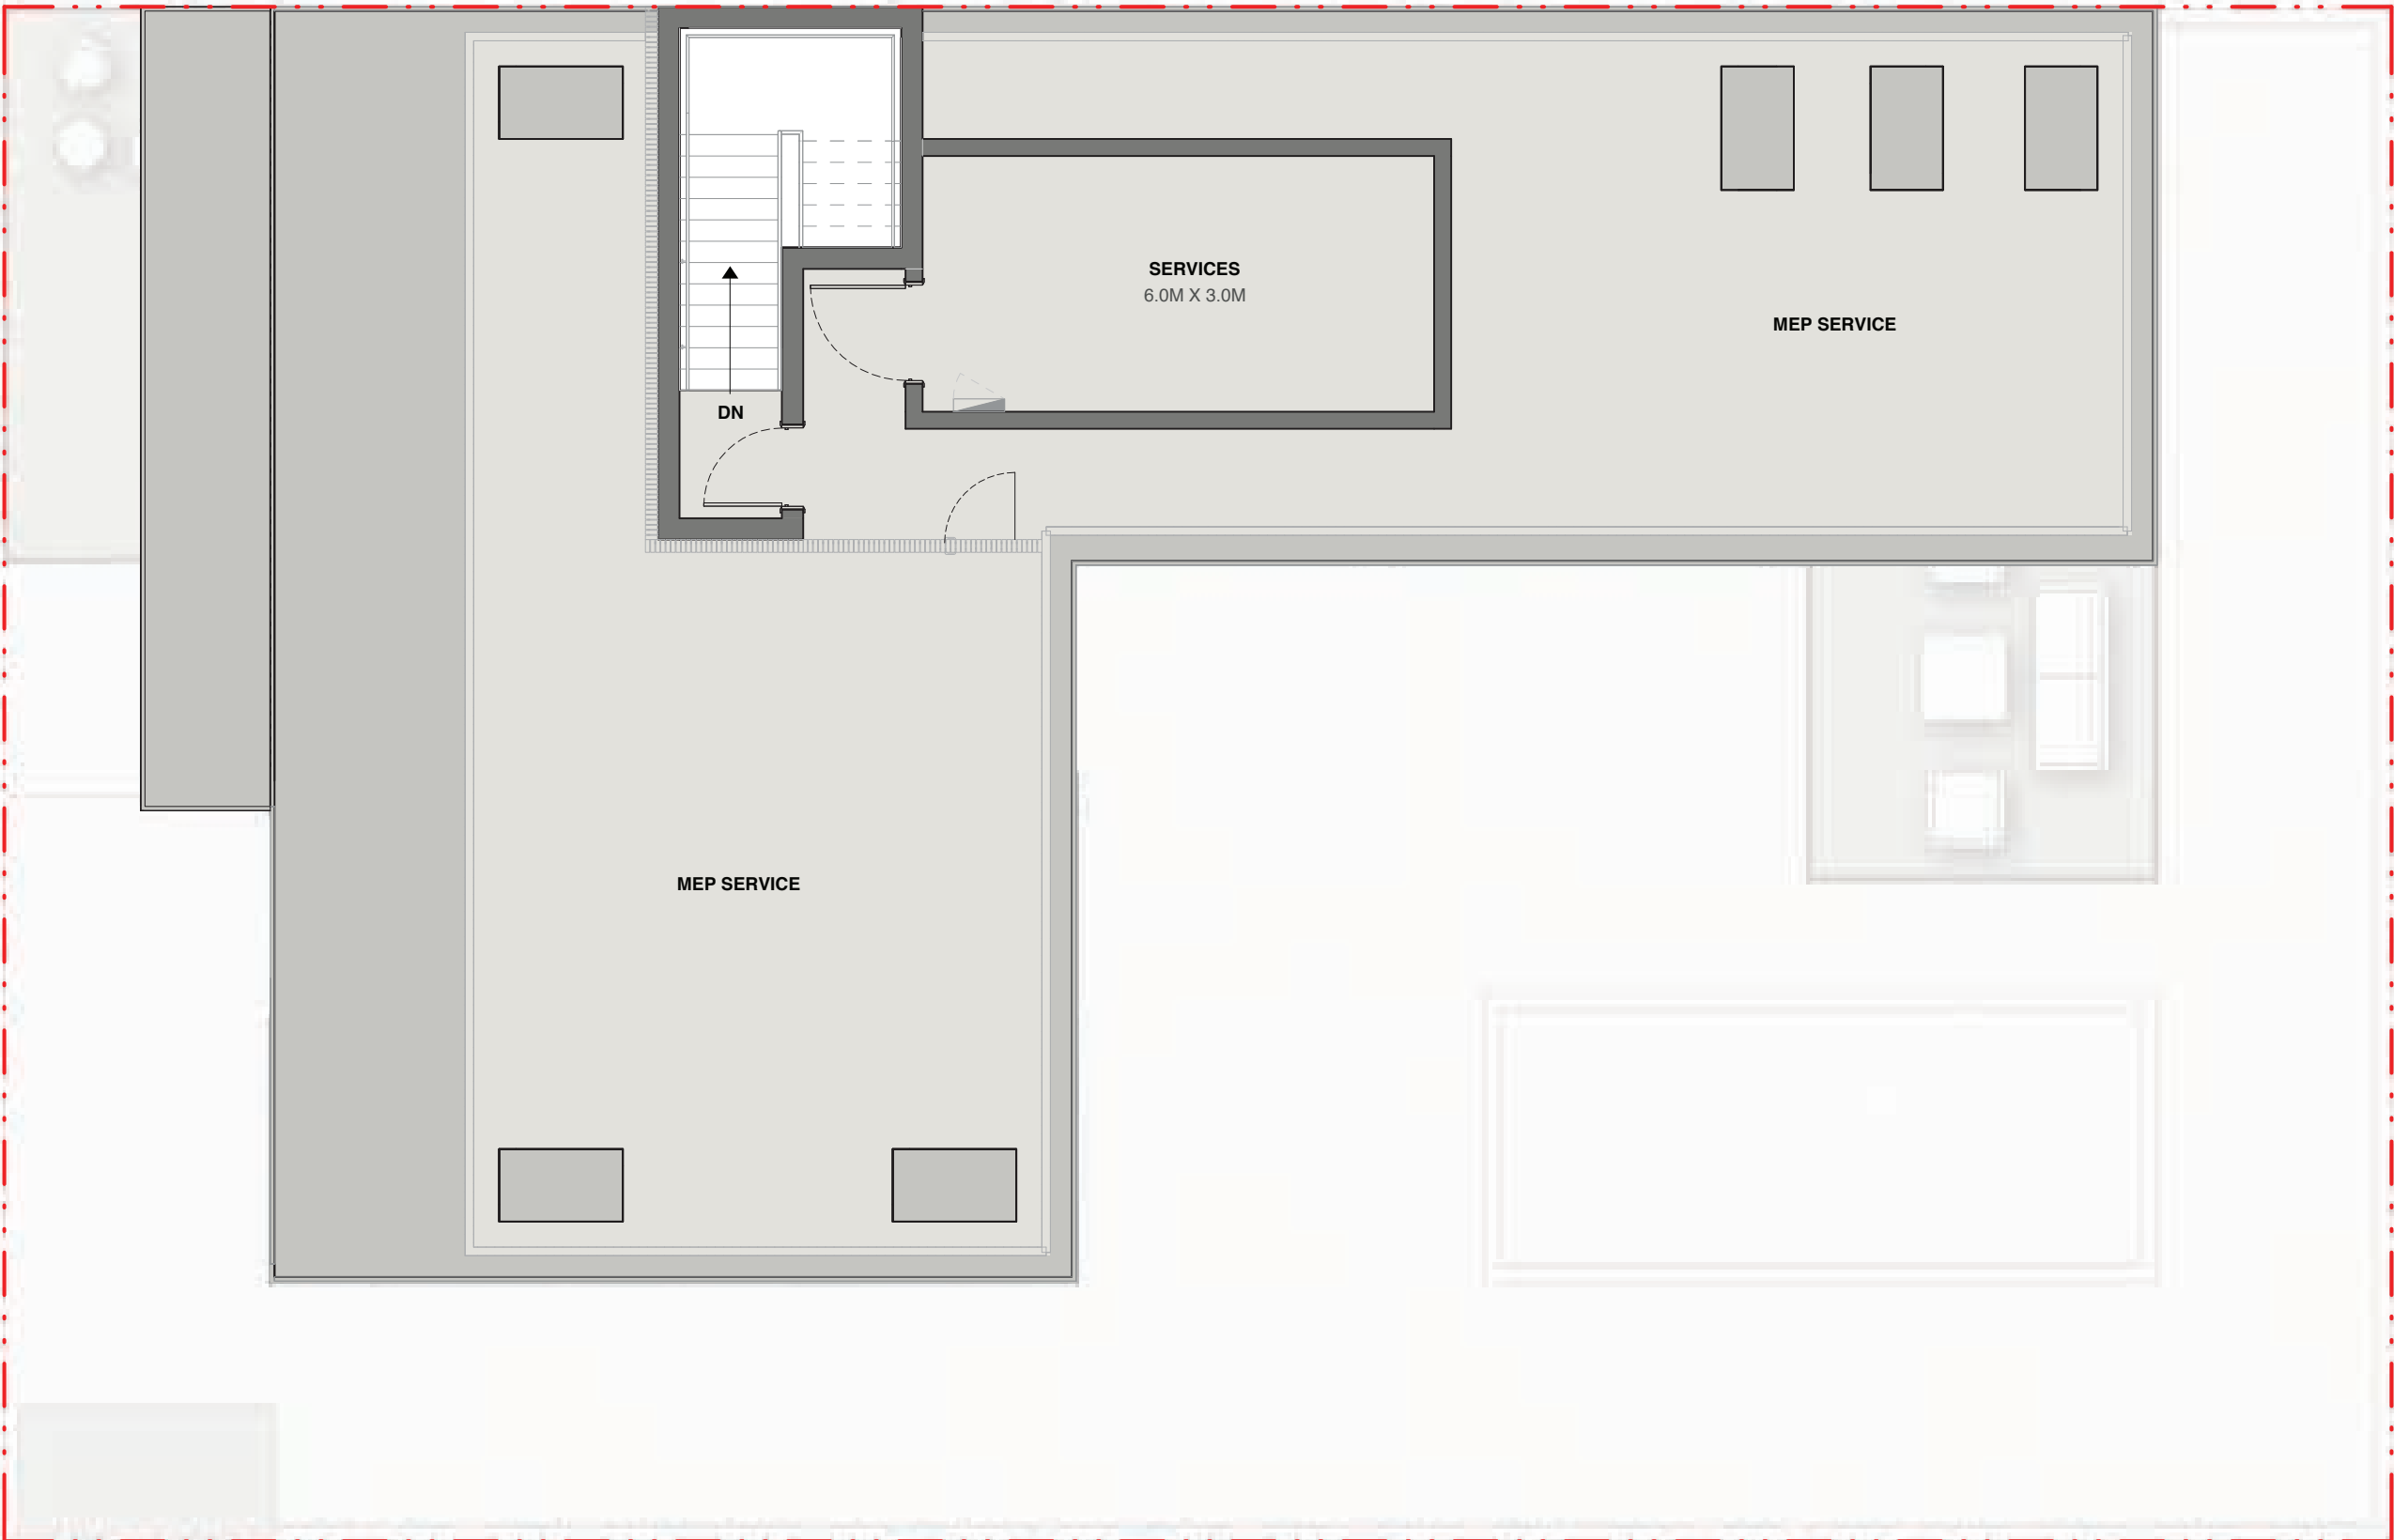 SERVICES
6.0M X 3.0M
MEP SERVICE
DN
MEP SERVICE